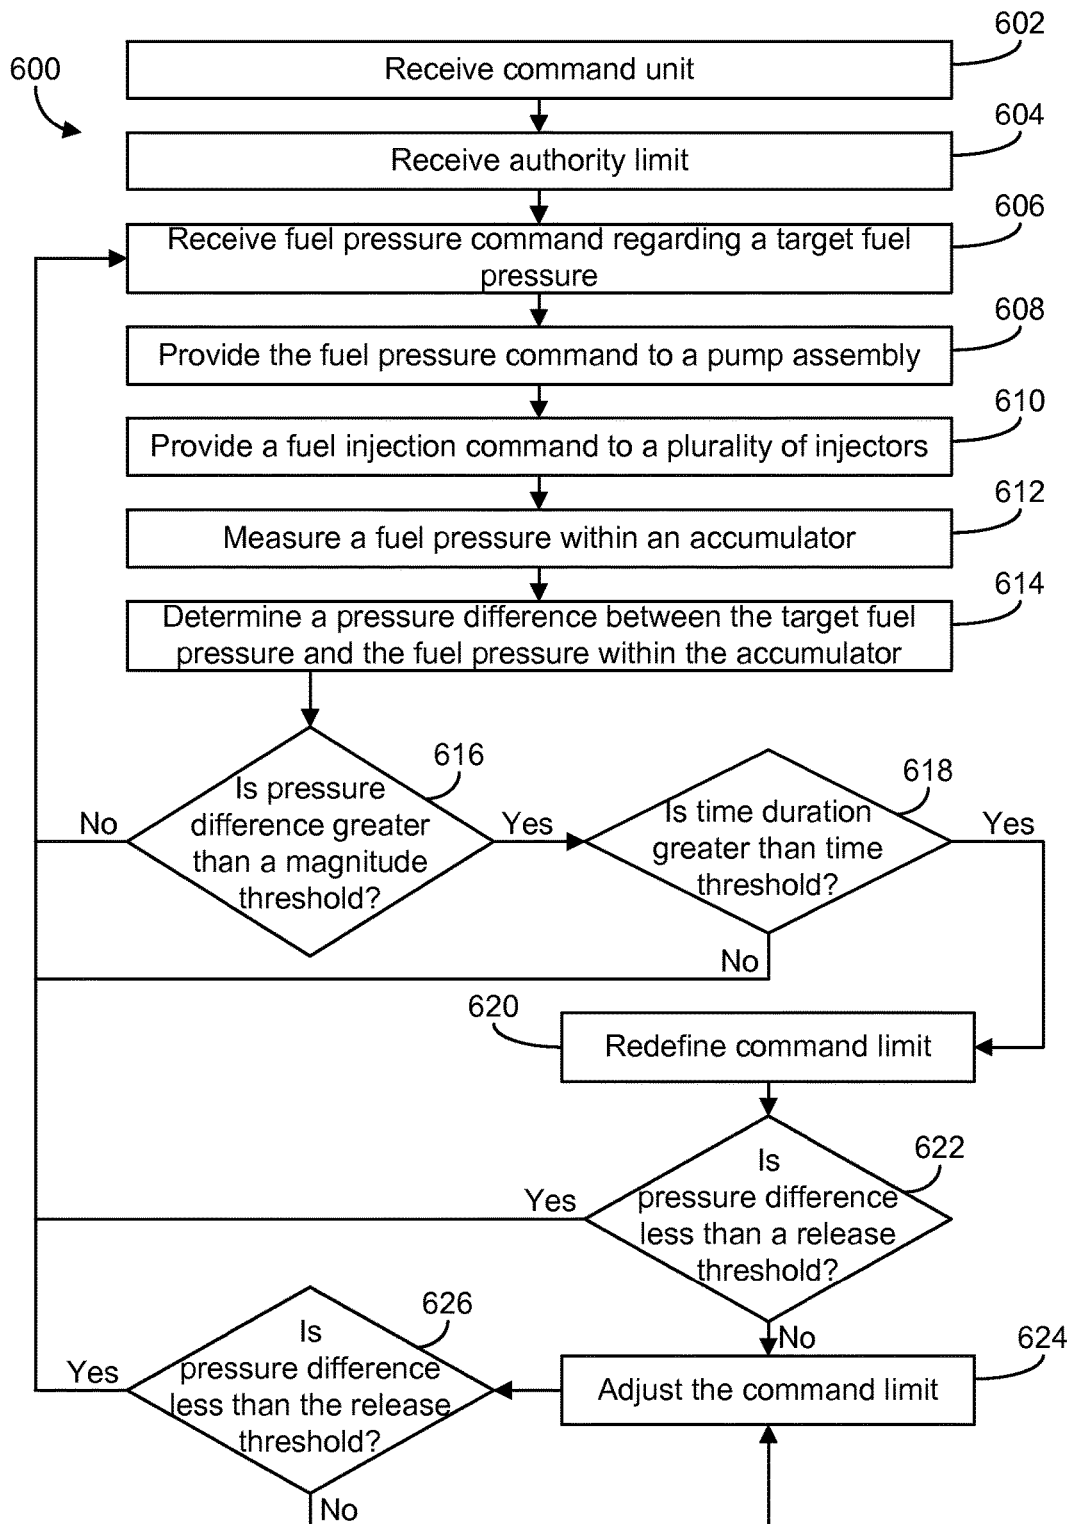 600
602
Receive command unit
604
Receive authority limit
606
Receive fuel pressure command regarding a target fuel
pressure
608
Provide the fuel pressure command to a pump assembly
610
Provide a fuel injection command to a plurality of injectors
612
Measure a fuel pressure within an accumulator
614
Determine a pressure difference between the target fuel
pressure and the fuel pressure within the accumulator
616
Is pressure
difference greater
than a magnitude
threshold?
No
Yes
618
Is time duration
greater than time
threshold?
Yes
No
620
Redefine command limit
622
Is
pressure difference
less than a release
threshold?
Yes
No
624
Adjust the command limit
626
Is
pressure difference
less than the release
threshold?
Yes
No